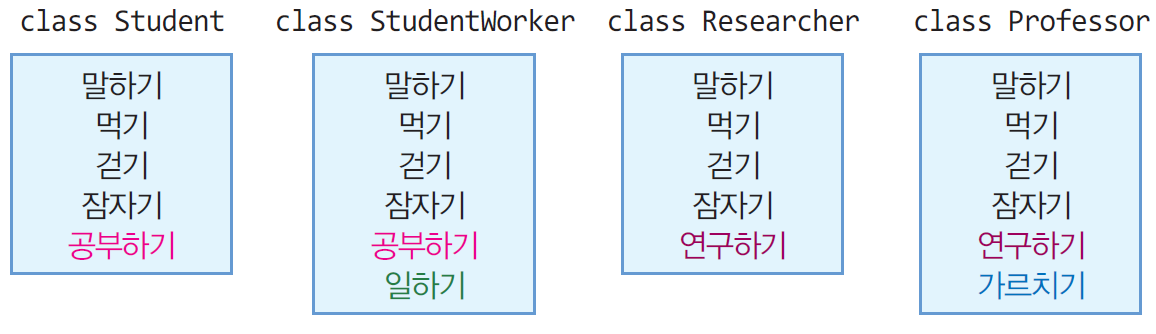 class Student
class StudentWorker
class Researcher
class Professor
말하기
먹기
걷기
잠자기
공부하기
말하기
먹기
걷기
잠자기
공부하기
일하기
말하기
먹기
걷기
잠자기
연구하기
말하기
먹기
걷기
잠자기
연구하기
가르치기